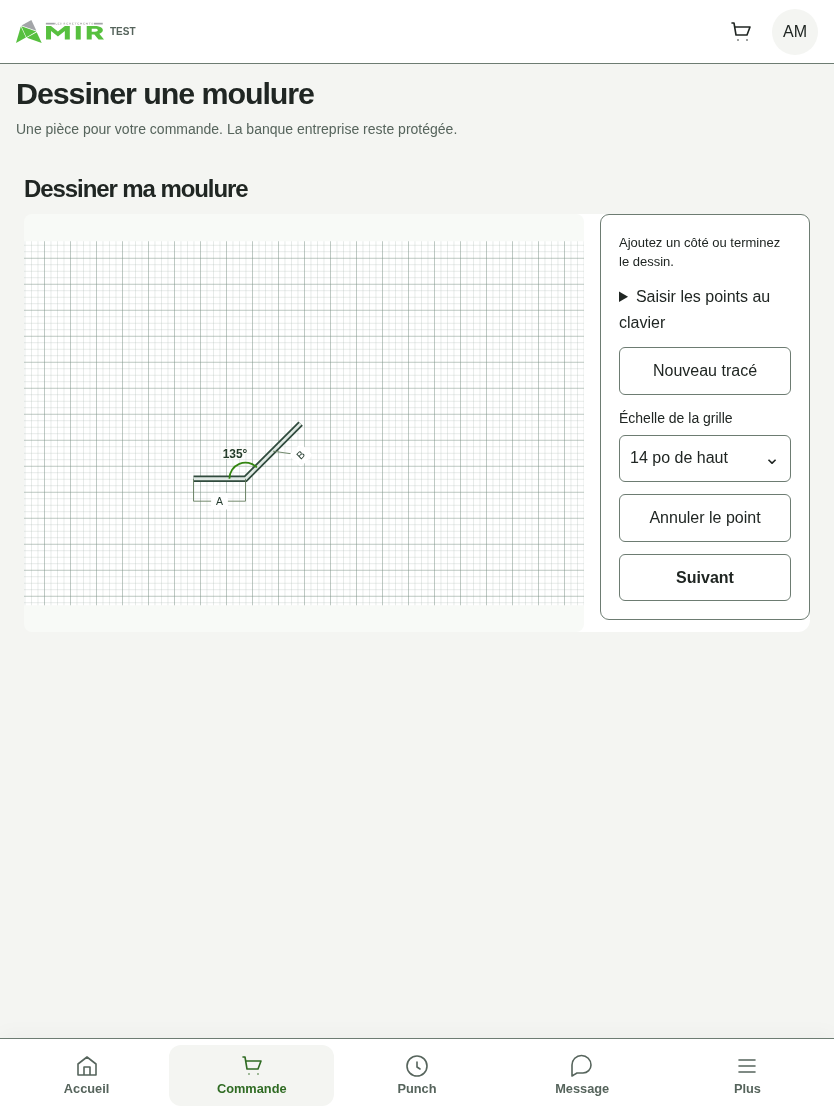 MIR TEST
AM
Dessiner une moulure
Une pièce pour votre commande. La banque entreprise reste protégée.
Dessiner ma moulure
Ajoutez un côté ou terminez
le dessin.
Saisir les points au
clavier
Nouveau tracé
Échelle de la grille
14 po de haut
Annuler le point
Suivant
135°
B
A
Accueil
Commande
Punch
Message
Plus